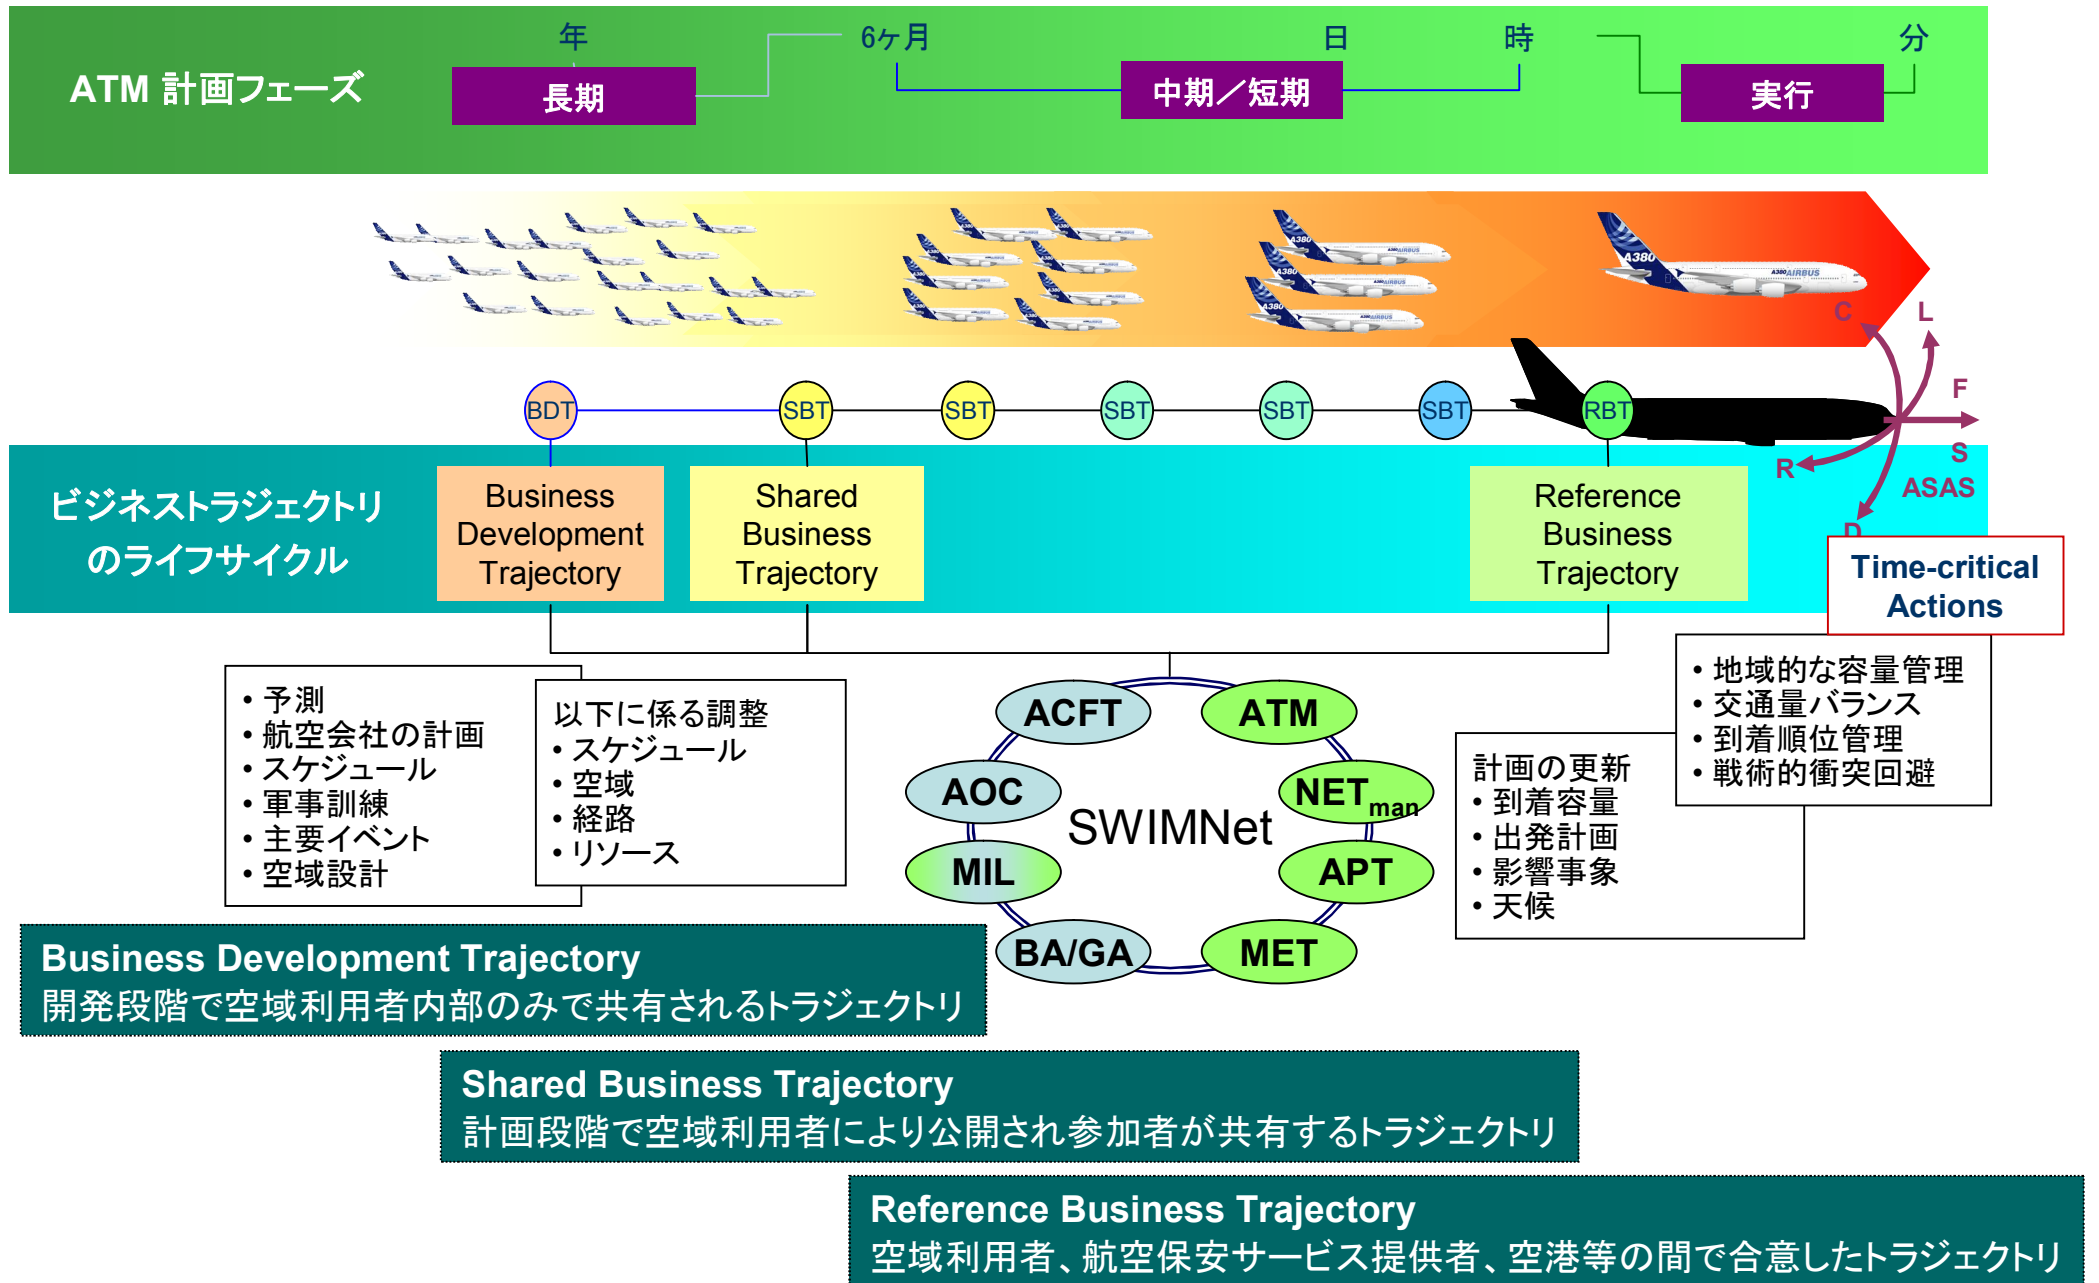 年
6ヶ月
日
時
分
ATM 計画フェーズ
長期
中期／短期
実行
A380
AIRBUS
C
L
F
S
R
ASAS
D
BDT
SBT
SBT
SBT
SBT
SBT
RBT
ビジネストラジェクトリ
のライフサイクル
Business
Development
Trajectory
Shared
Business
Trajectory
Reference
Business
Trajectory
Time-critical
Actions
• 予測
• 航空会社の計画
• スケジュール
• 軍事訓練
• 主要イベント
• 空域設計
以下に係る調整
• スケジュール
• 空域
• 経路
• リソース
ACFT
ATM
AOC
NETman
SWIMNet
MIL
APT
BA/GA
MET
計画の更新
• 到着容量
• 出発計画
• 影響事象
• 天候
• 地域的な容量管理
• 交通量バランス
• 到着順位管理
• 戦術的衝突回避
Business Development Trajectory
開発段階で空域利用者内部のみで共有されるトラジェクトリ
Shared Business Trajectory
計画段階で空域利用者により公開され参加者が共有するトラジェクトリ
Reference Business Trajectory
空域利用者、航空保安サービス提供者、空港等の間で合意したトラジェクトリ